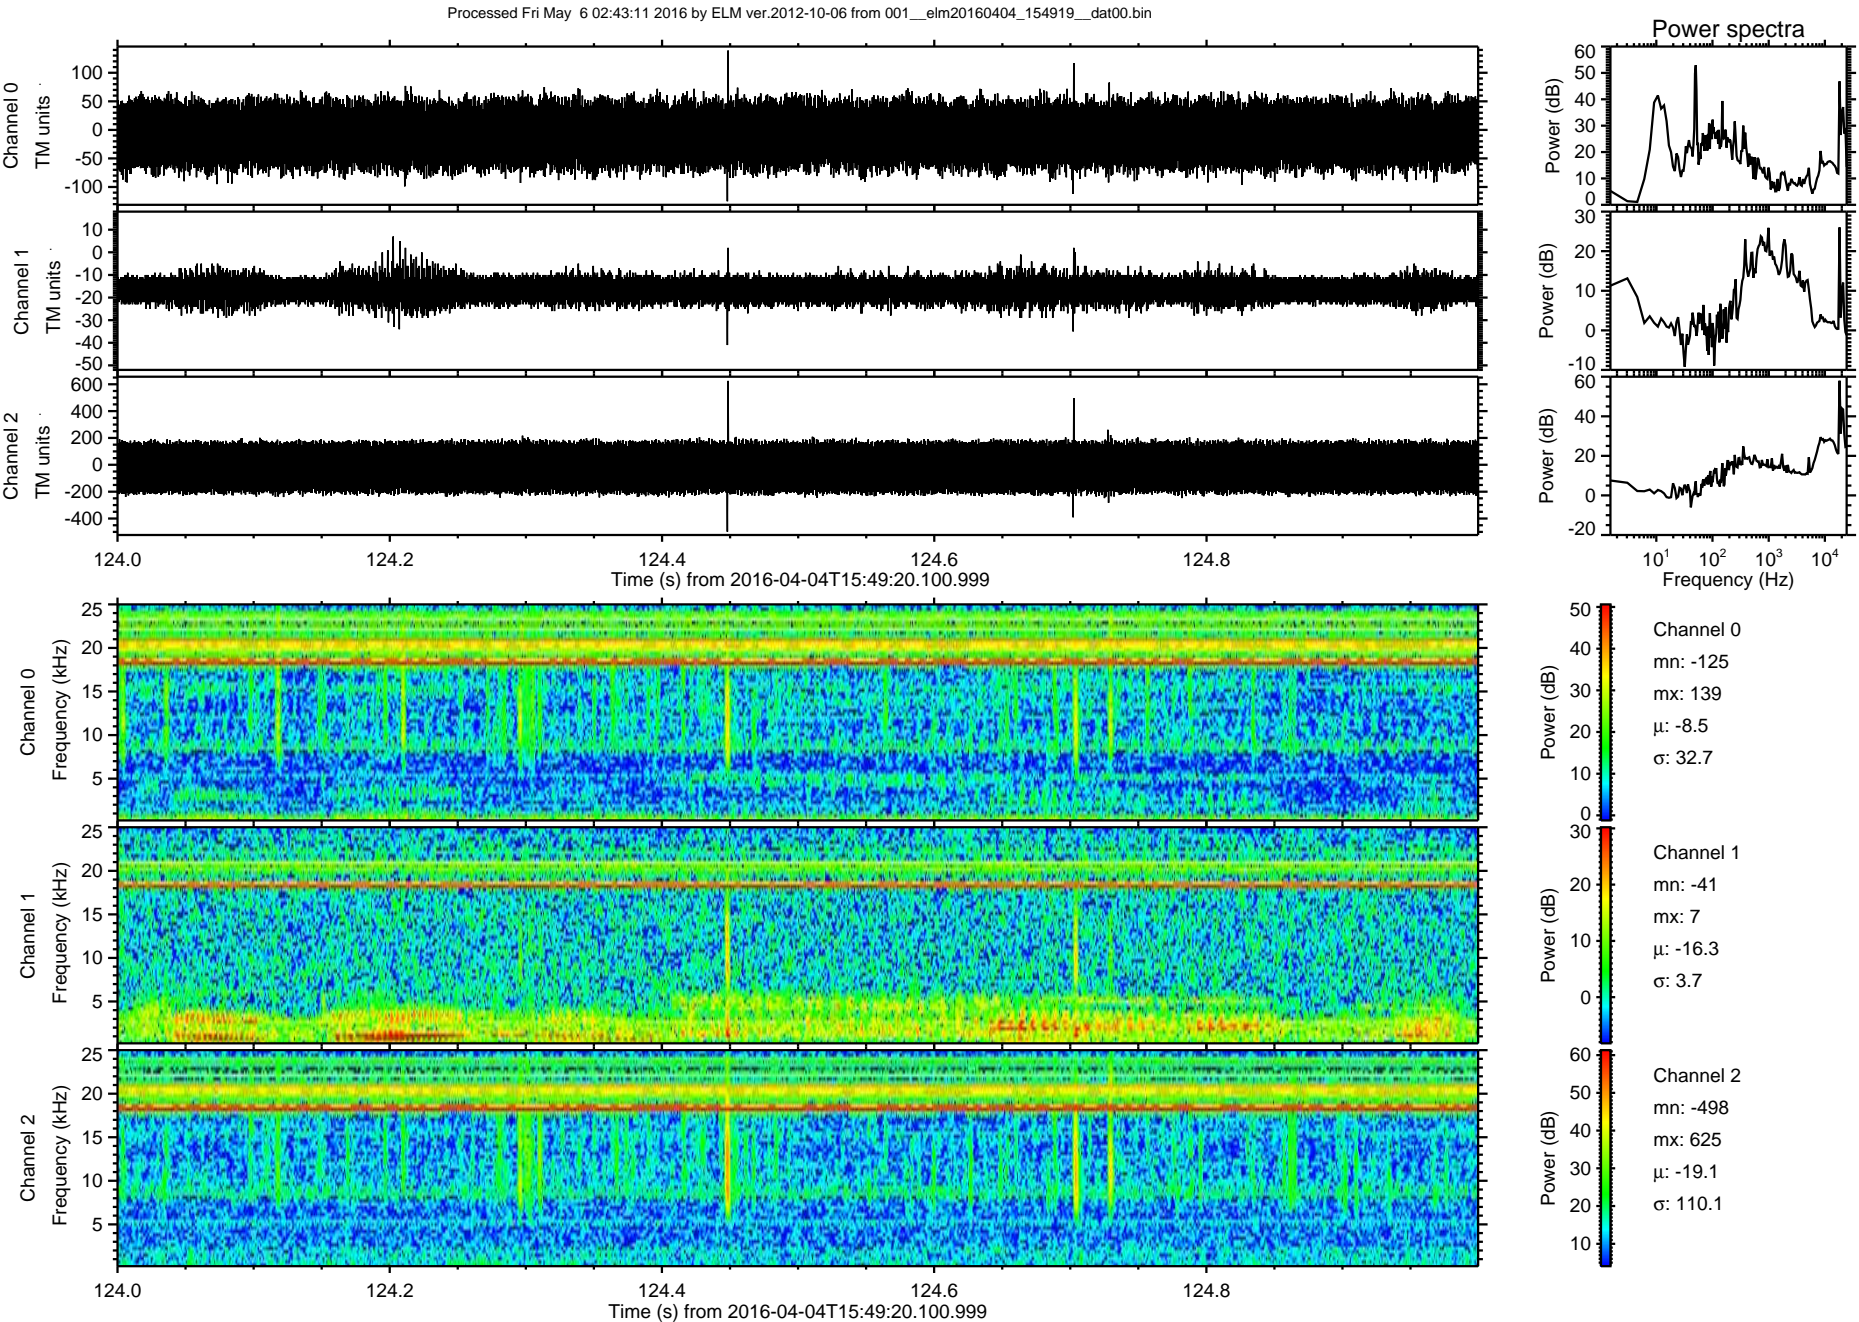 Processed Fri May  6 02:43:11 2016 by ELM ver.2012-10-06 from 001__elm20160404_154919__dat00.bin
Power spectra
Channel 0
TM units
100
50
0
-50
-100
Power (dB)
60
50
40
30
20
10
0
Channel 1
TM units
10
0
-10
-20
-30
-40
-50
Power (dB)
30
20
10
0
-10
Channel 2
TM units
600
400
200
0
-200
-400
Power (dB)
60
40
20
0
-20
124.0 124.2 124.4 124.6 124.8
Time (s) from 2016-04-04T15:49:20.100.999
10¹ 10² 10³ 10⁴
Frequency (Hz)
Channel 0
Frequency (kHz)
25
20
15
10
5
Power (dB)
50
40
30
20
10
0
Channel 0
mn: -125
mx: 139
μ: -8.5
σ: 32.7
Channel 1
Frequency (kHz)
25
20
15
10
5
Power (dB)
30
20
10
0
Channel 1
mn: -41
mx: 7
μ: -16.3
σ: 3.7
Channel 2
Frequency (kHz)
25
20
15
10
5
Power (dB)
60
50
40
30
20
10
Channel 2
mn: -498
mx: 625
μ: -19.1
σ: 110.1
124.0 124.2 124.4 124.6 124.8
Time (s) from 2016-04-04T15:49:20.100.999